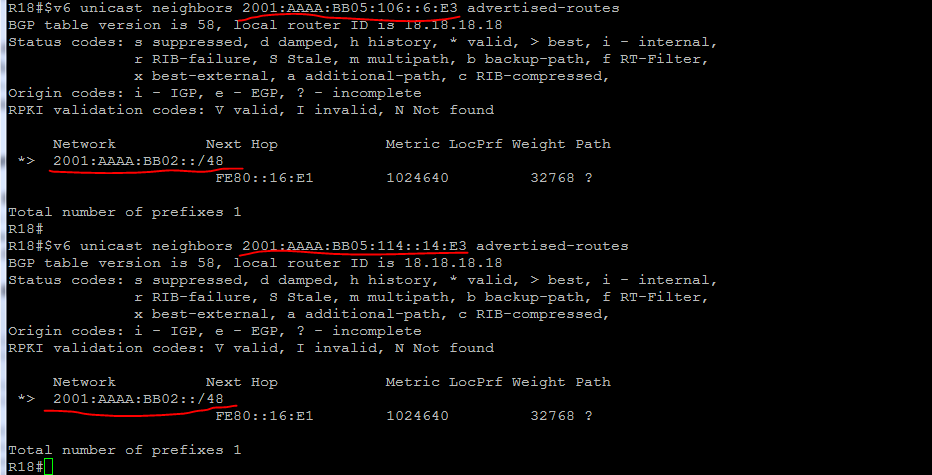 R18#$v6 unicast neighbors 2001:AAAA:BB05:106::6:E3 advertised-routes
BGP table version is 58, local router ID is 18.18.18.18
Status codes: s suppressed, d damped, h history, * valid, > best, i - internal,
              r RIB-failure, S Stale, m multipath, b backup-path, f RT-Filter,
              x best-external, a additional-path, c RIB-compressed,
Origin codes: i - IGP, e - EGP, ? - incomplete
RPKI validation codes: V valid, I invalid, N Not found

     Network          Next Hop            Metric LocPrf Weight Path
 *>  2001:AAAA:BB02::/48
                       FE80::16:E1        1024640         32768 ?

Total number of prefixes 1
R18#
R18#$v6 unicast neighbors 2001:AAAA:BB05:114::14:E3 advertised-routes
BGP table version is 58, local router ID is 18.18.18.18
Status codes: s suppressed, d damped, h history, * valid, > best, i - internal,
              r RIB-failure, S Stale, m multipath, b backup-path, f RT-Filter,
              x best-external, a additional-path, c RIB-compressed,
Origin codes: i - IGP, e - EGP, ? - incomplete
RPKI validation codes: V valid, I invalid, N Not found

     Network          Next Hop            Metric LocPrf Weight Path
 *>  2001:AAAA:BB02::/48
                       FE80::16:E1        1024640         32768 ?

Total number of prefixes 1
R18#